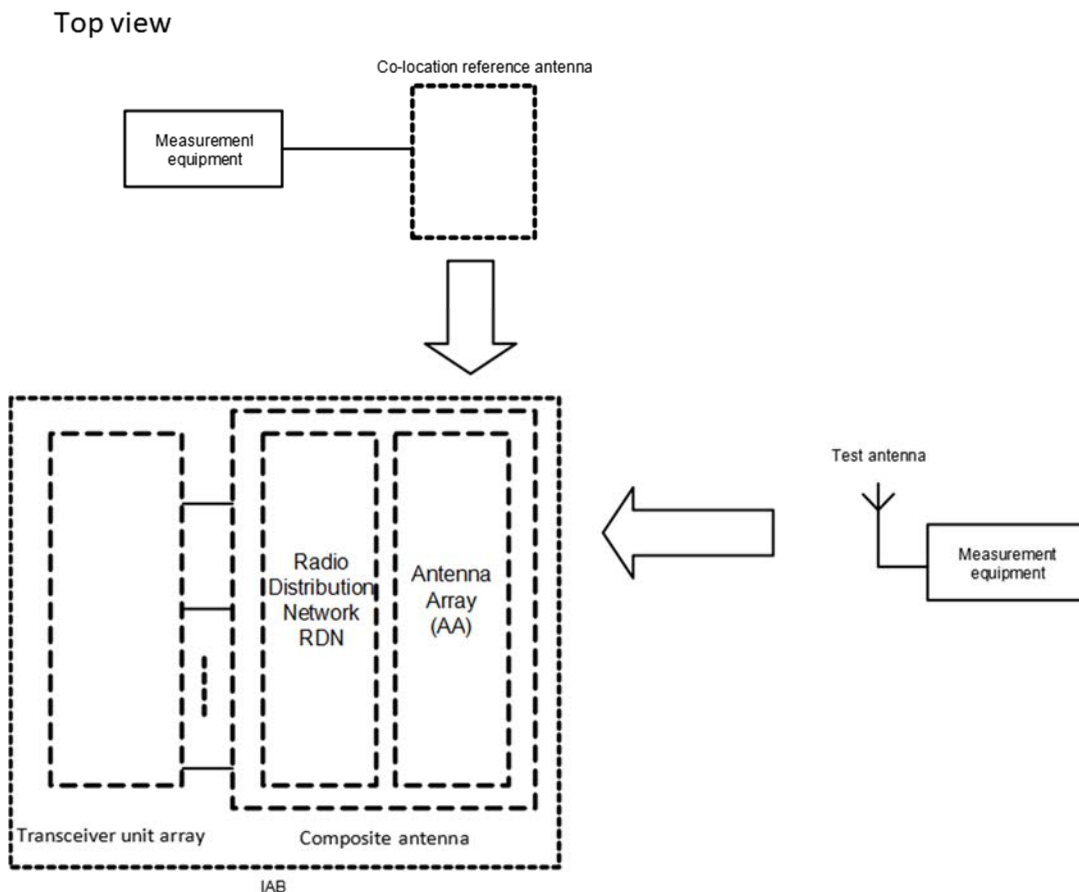 Top view
Co-location reference antenna
Measurement
equipment
Test antenna
Measurement
equipment
Radio
Distribution
Network
RDN
Antenna
Array
(AA)
Transceiver unit array
Composite antenna
IAB